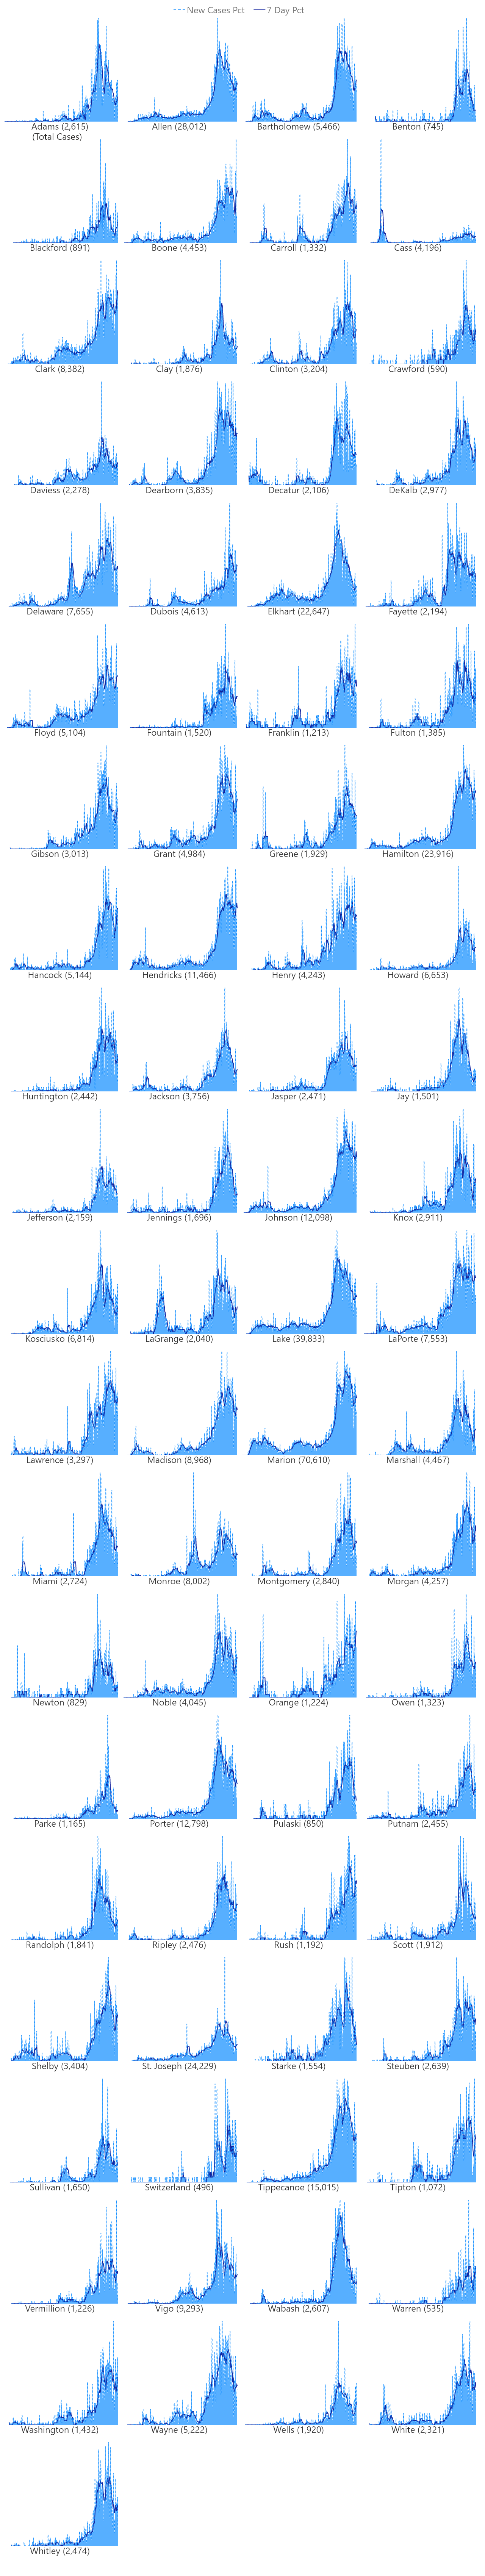 New Cases Pct 7 Day Pct
Adams (2,615) Allen (28,012) Bartholomew (5,466) Benton (745)
(Total Cases)
Blackford (891) Boone (4,453) Carroll (1,332) Cass (4,196)
Clark (8,382) Clay (1,876) Clinton (3,204) Crawford (590)
Daviess (2,278) Dearborn (3,835) Decatur (2,106) DeKalb (2,977)
Delaware (7,655) Dubois (4,613) Elkhart (22,647) Fayette (2,194)
Floyd (5,104) Fountain (1,520) Franklin (1,213) Fulton (1,385)
Gibson (3,013) Grant (4,984) Greene (1,929) Hamilton (23,916)
Hancock (5,144) Hendricks (11,466) Henry (4,243) Howard (6,653)
Huntington (2,442) Jackson (3,756) Jasper (2,471) Jay (1,501)
Jefferson (2,159) Jennings (1,696) Johnson (12,098) Knox (2,911)
Kosciusko (6,814) LaGrange (2,040) Lake (39,833) LaPorte (7,553)
Lawrence (3,297) Madison (8,968) Marion (70,610) Marshall (4,467)
Miami (2,724) Monroe (8,002) Montgomery (2,840) Morgan (4,257)
Newton (829) Noble (4,045) Orange (1,224) Owen (1,323)
Parke (1,165) Porter (12,798) Pulaski (850) Putnam (2,455)
Randolph (1,841) Ripley (2,476) Rush (1,192) Scott (1,912)
Shelby (3,404) St. Joseph (24,229) Starke (1,554) Steuben (2,639)
Sullivan (1,650) Switzerland (496) Tippecanoe (15,015) Tipton (1,072)
Vermillion (1,226) Vigo (9,293) Wabash (2,607) Warren (535)
Washington (1,432) Wayne (5,222) Wells (1,920) White (2,321)
Whitley (2,474)